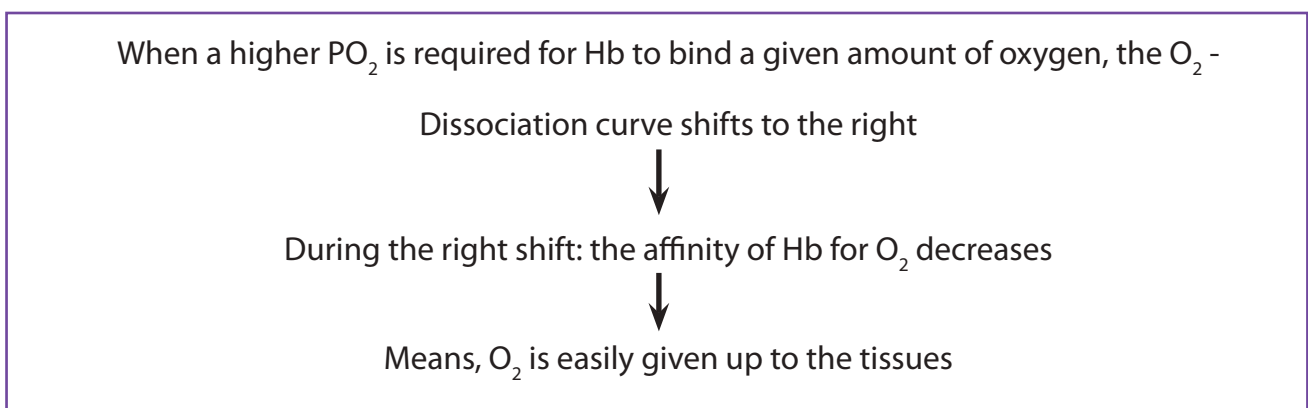 When a higher PO₂ is required for Hb to bind a given amount of oxygen, the O₂ -
Dissociation curve shifts to the right
During the right shift: the affinity of Hb for O₂ decreases
Means, O₂ is easily given up to the tissues